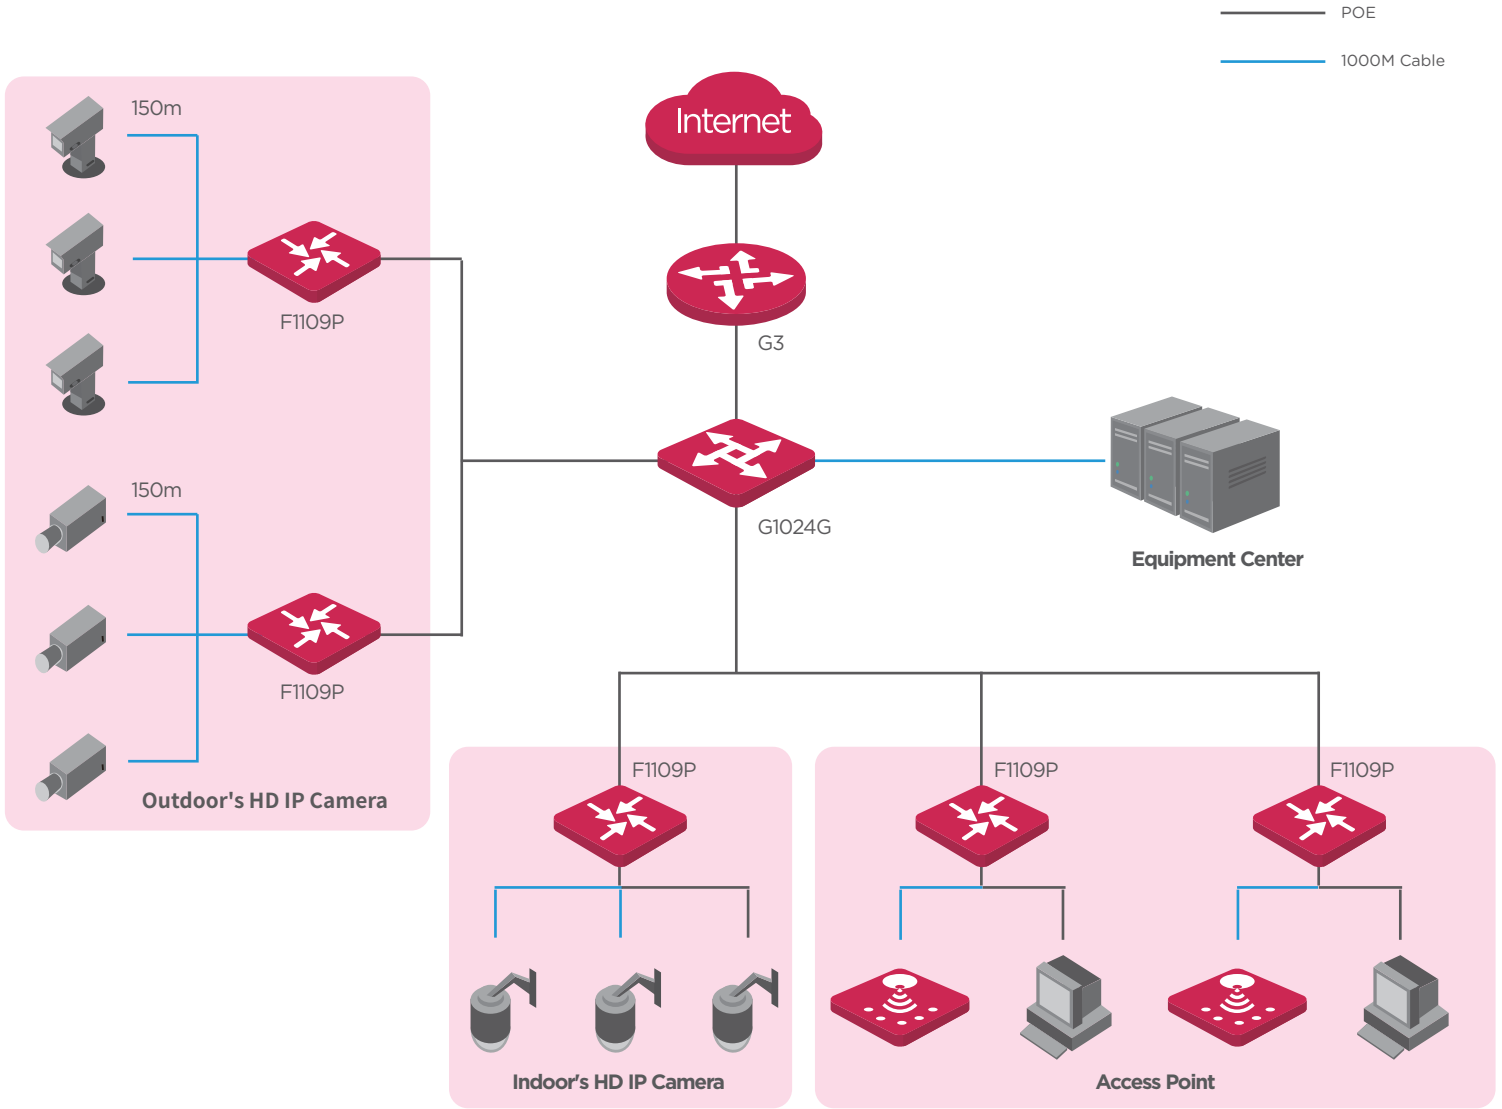 POE
1000M Cable
150m
Internet
F1109P
G3
150m
G1024G
Equipment Center
F1109P
Outdoor's HD IP Camera
F1109P
F1109P
F1109P
Indoor's HD IP Camera
Access Point